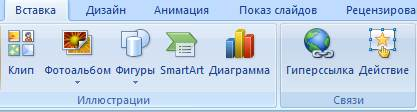 Вставка Дизайн Анимация Показ слайдов Рецензирова
Клип Фотоальбом Фигуры SmartArt Диаграмма Гиперссылка Действие
Иллюстрации Связи